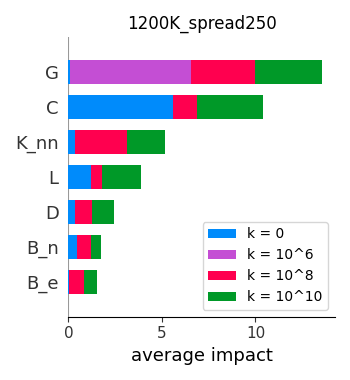 1200K_spread250
G
C
K_nn
L
D
B_n
B_e
k = 0
k = 10^6
k = 10^8
k = 10^10
0
5
10
average impact